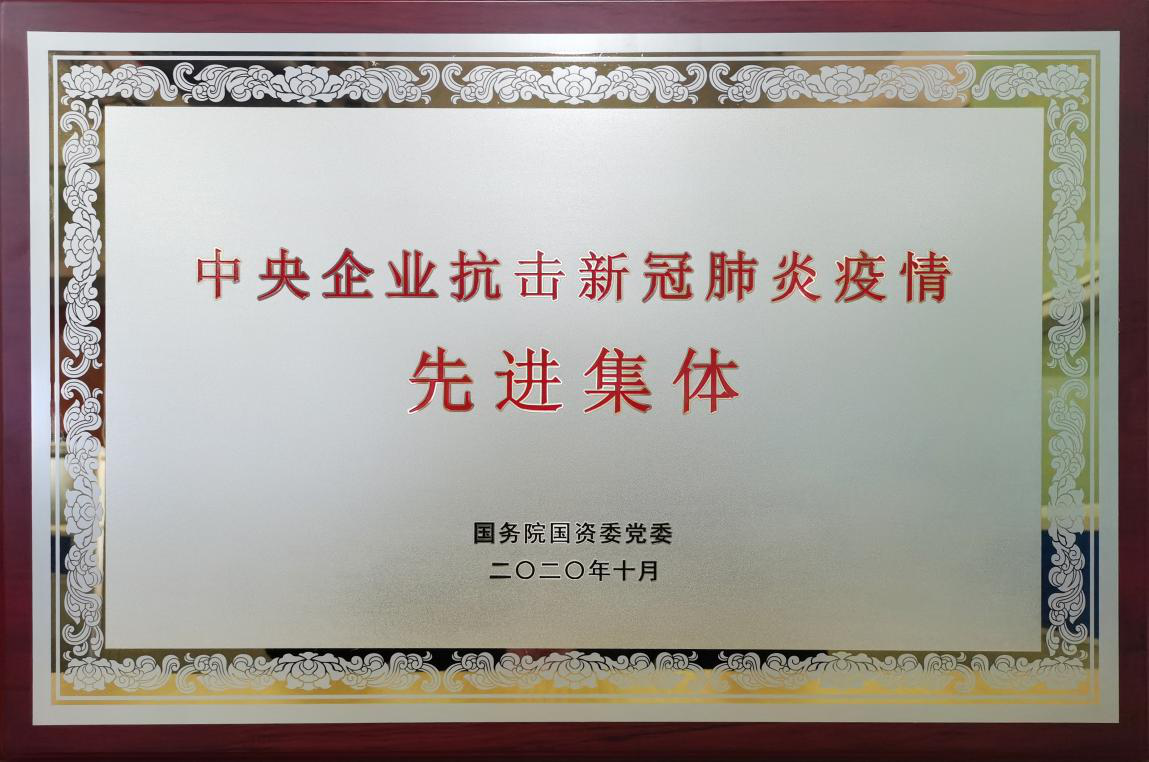 中央企业抗击新冠肺炎疫情
先进集体
国务院国资委党委
二〇二〇年十月